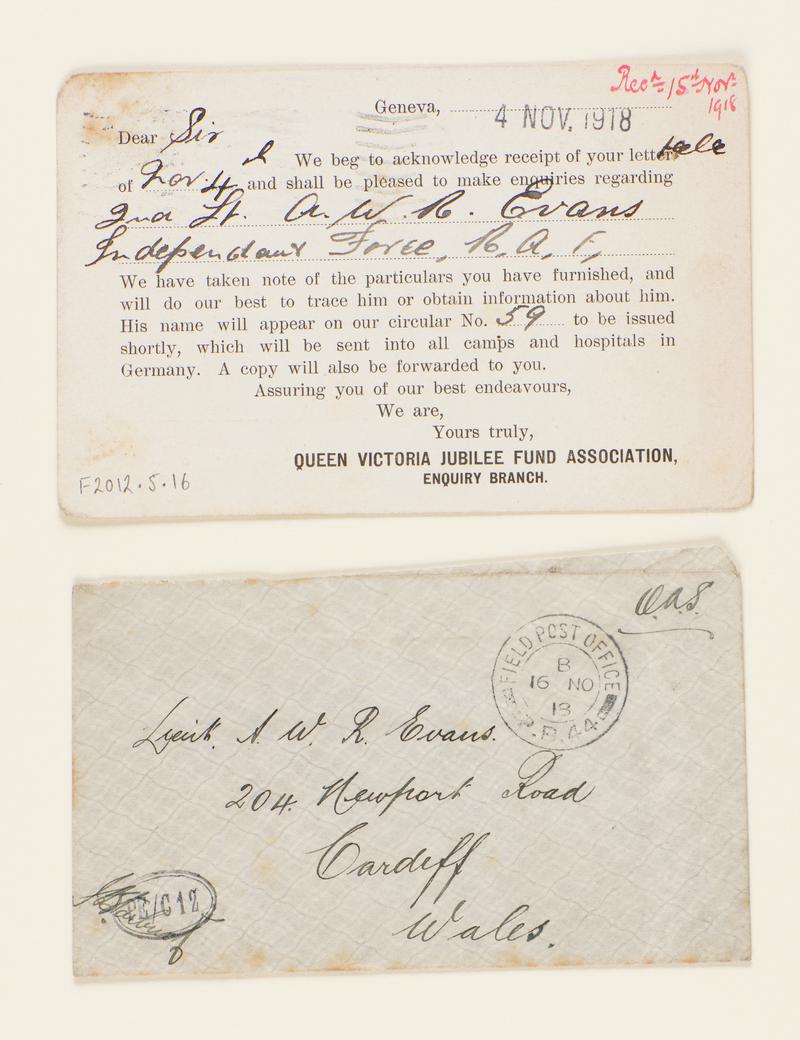 Recd 15th Nov. 1918
Geneva, 4 NOV. 1918
Dear Sir
We beg to acknowledge receipt of your letter tele
of Nov. 4 and shall be pleased to make enquiries regarding
2nd Lt. A. W. R. Evans
Independant Force, R. A. F.
We have taken note of the particulars you have furnished, and
will do our best to trace him or obtain information about him.
His name will appear on our circular No. 59 to be issued
shortly, which will be sent into all camps and hospitals in
Germany. A copy will also be forwarded to you.
Assuring you of our best endeavours,
We are,
Yours truly,
QUEEN VICTORIA JUBILEE FUND ASSOCIATION,
ENQUIRY BRANCH.
F2012.5.16
O.A.S.
FIELD POST OFFICE
B
16 NO
18
P.B.44
Lieut. A. W. R. Evans.
204 Newport Road
Cardiff
Wales.